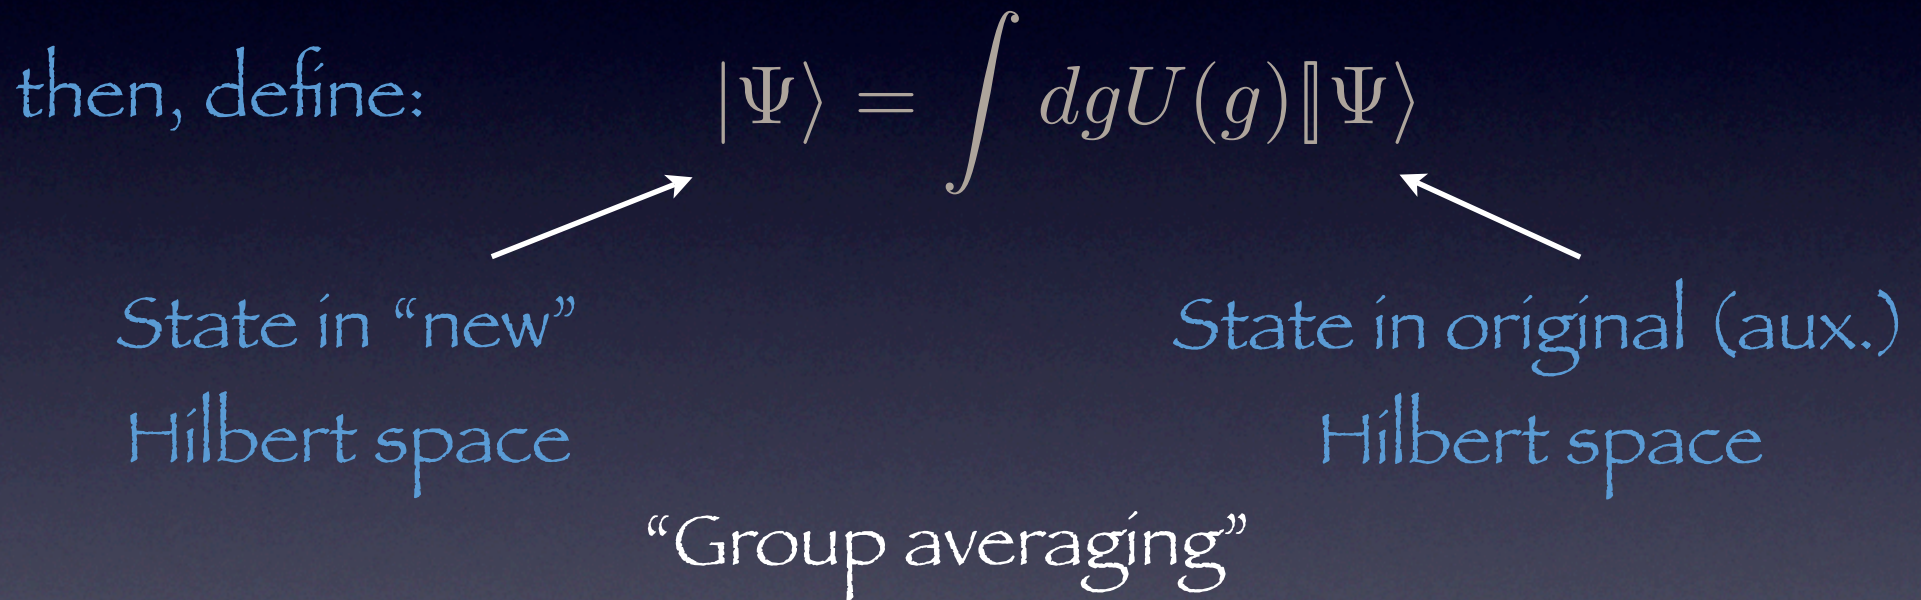 then, define: |Ψ⟩ = ∫ dgU(g)⟦Ψ⟩
State in “new”
Hilbert space
State in original (aux.)
Hilbert space
“Group averaging”